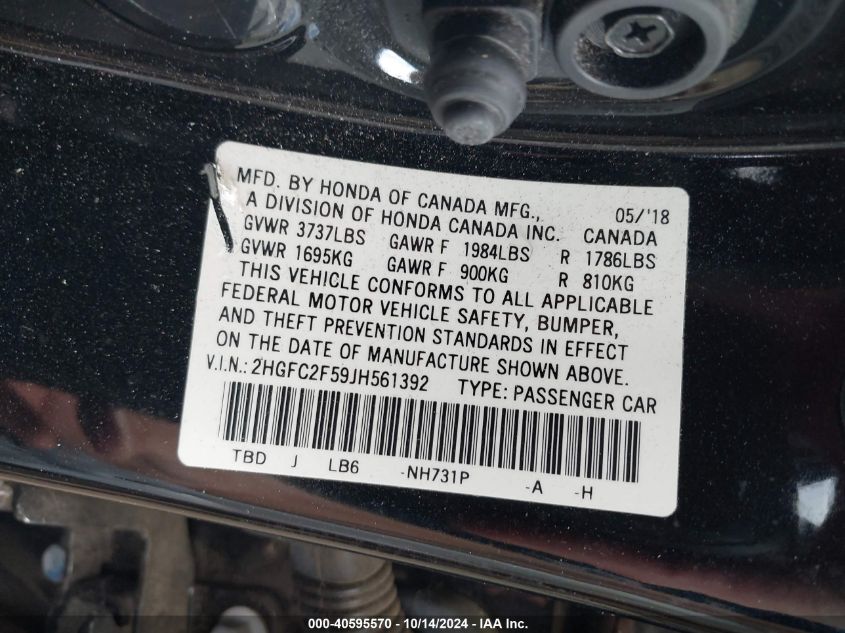 MFD. BY HONDA OF CANADA MFG., 05/'18
A DIVISION OF HONDA CANADA INC. CANADA
GVWR 3737LBS GAWR F 1984LBS R 1786LBS
GVWR 1695KG GAWR F 900KG R 810KG
THIS VEHICLE CONFORMS TO ALL APPLICABLE
FEDERAL MOTOR VEHICLE SAFETY, BUMPER,
AND THEFT PREVENTION STANDARDS IN EFFECT
ON THE DATE OF MANUFACTURE SHOWN ABOVE.
V.I.N.: 2HGFC2F59JH561392 TYPE: PASSENGER CAR
TBD J LB6 -NH731P -A -H
000-40595570 - 10/14/2024 - IAA Inc.